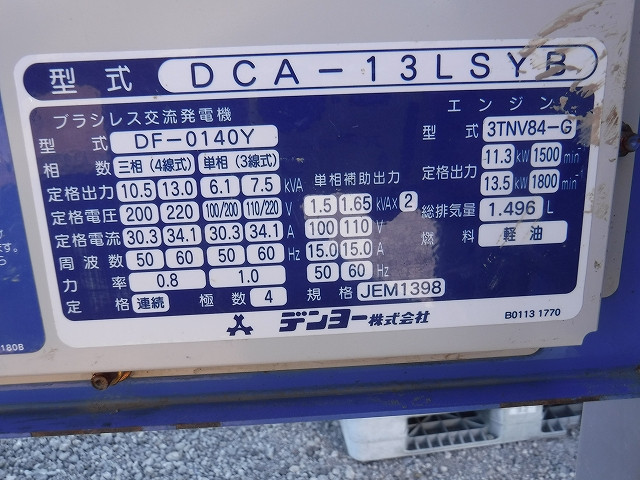 型式 DCA-13LSYB
ブラシレス交流発電機
型式 DF-0140Y
相数 三相(4線式) 単相(3線式)
定格出力 10.5 13.0 6.1 7.5 kVA
定格電圧 200 220 100/200 110/220 V
定格電流 30.3 34.1 30.3 34.1 A
周波数 50 60 50 60 Hz
力率 0.8 1.0
定格 連続 極数 4
単相補助出力
1.5 1.65 kVA×2
100 110 V
15.0 15.0 A
50 60 Hz
規格 JEM1398
エンジン
型式 3TNV84-G
定格出力 11.3 kW 1500 min
13.5 kW 1800 min
総排気量 1.496 L
燃料 軽油
デンヨー株式会社
B0113 1770
180B
ます。